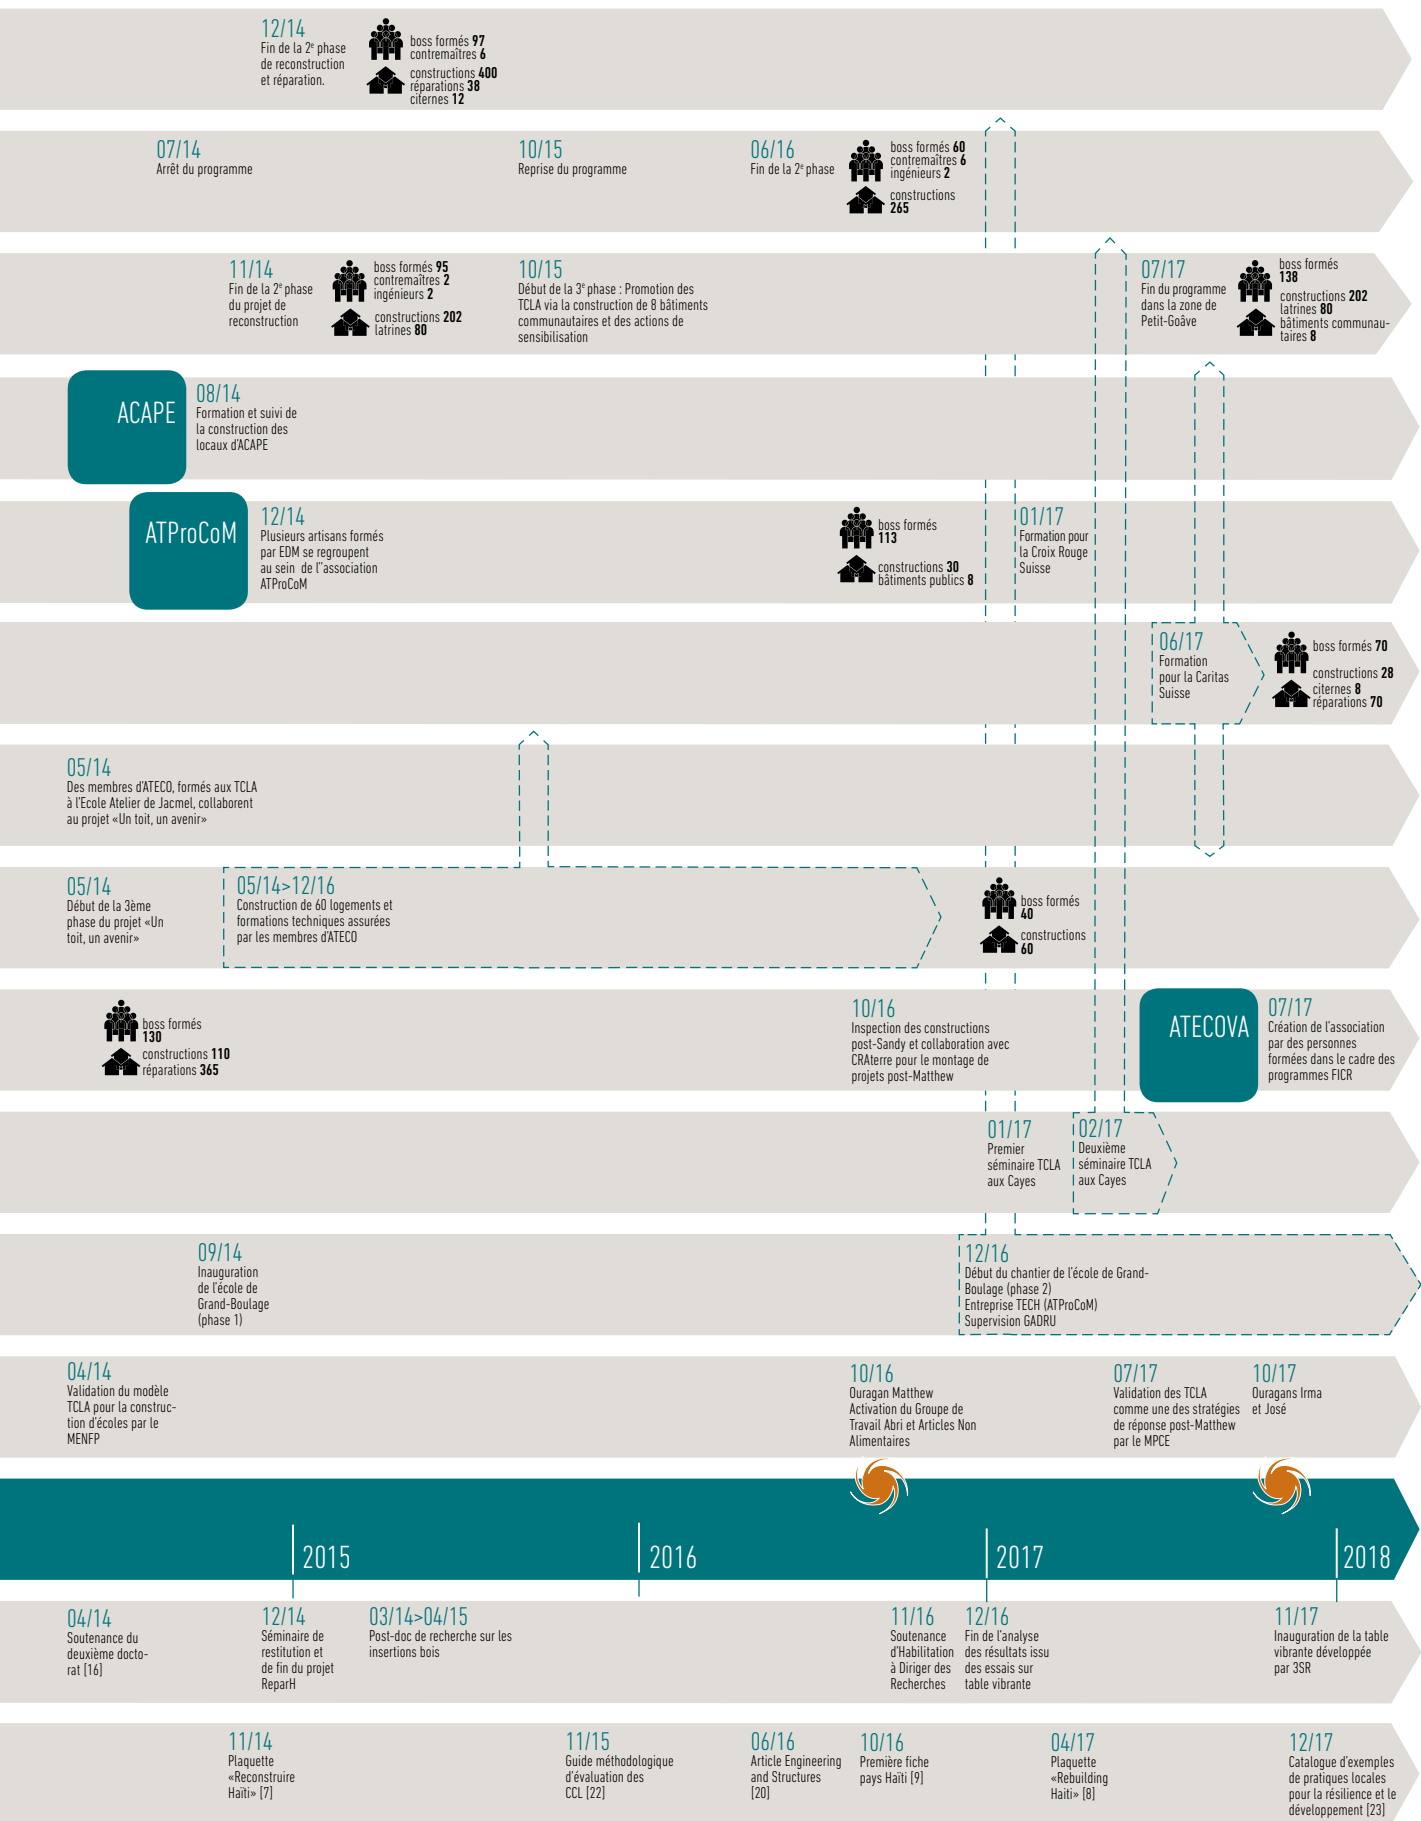 12/14
Fin de la 2e phase
de reconstruction
et réparation.
boss formés 97
contremaîtres 6
constructions 400
réparations 38
citernes 12
07/14
Arrêt du programme
10/15
Reprise du programme
06/16
Fin de la 2e phase
boss formés 60
contremaîtres 6
ingénieurs 2
constructions
265
11/14
Fin de la 2e phase
du projet de
reconstruction
boss formés 95
contremaîtres 2
ingénieurs 2
constructions 202
latrines 80
10/15
Début de la 3e phase : Promotion des
TCLA via la construction de 8 bâtiments
communautaires et des actions de
sensibilisation
07/17
Fin du programme
dans la zone de
Petit-Goâve
boss formés
138
constructions 202
latrines 80
bâtiments communau-
taires 8
ACAPE
08/14
Formation et suivi de
la construction des
locaux d'ACAPE
ATProCoM
12/14
Plusieurs artisans formés
par EDM se regroupent
au sein  de l''association
ATProCoM
boss formés
113
constructions 30
bâtiments publics 8
01/17
Formation pour
la Croix Rouge
Suisse
06/17
Formation
pour la Caritas
Suisse
boss formés 70
constructions 28
citernes 8
réparations 70
05/14
Des membres d'ATECO, formés aux TCLA
à l'Ecole Atelier de Jacmel, collaborent
au projet «Un toit, un avenir»
05/14
Début de la 3ème
phase du projet «Un
toit, un avenir»
05/14>12/16
Construction de 60 logements et
formations techniques assurées
par les membres d'ATECO
boss formés
40
constructions
60
boss formés
130
constructions 110
réparations 365
10/16
Inspection des constructions
post-Sandy et collaboration avec
CRAterre pour le montage de
projets post-Matthew
ATECOVA
07/17
Création de l'association
par des personnes
formées dans le cadre des
programmes FICR
01/17
Premier
séminaire TCLA
aux Cayes
02/17
Deuxième
séminaire TCLA
aux Cayes
09/14
Inauguration
de l'école de
Grand-Boulage
(phase 1)
12/16
Début du chantier de l'école de Grand-
Boulage (phase 2)
Entreprise TECH (ATProCoM)
Supervision GADRU
04/14
Validation du modèle
TCLA pour la construc-
tion d'écoles par le
MENFP
10/16
Ouragan Matthew
Activation du Groupe de
Travail Abri et Articles Non
Alimentaires
07/17
Validation des TCLA
comme une des stratégies
de réponse post-Matthew
par le MPCE
10/17
Ouragans Irma
et José
2015
2016
2017
2018
04/14
Soutenance du
deuxième docto-
rat [16]
12/14
Séminaire de
restitution et
de fin du projet
ReparH
03/14>04/15
Post-doc de recherche sur les
insertions bois
11/16
Soutenance
d'Habilitation
à Diriger des
Recherches
12/16
Fin de l'analyse
des résultats issu
des essais sur
table vibrante
11/17
Inauguration de la table
vibrante développée
par 3SR
11/14
Plaquette
«Reconstruire
Haïti» [7]
11/15
Guide méthodologique
d'évaluation des
CCL [22]
06/16
Article Engineering
and Structures
[20]
10/16
Première fiche
pays Haïti [9]
04/17
Plaquette
«Rebuilding
Haiti» [8]
12/17
Catalogue d'exemples
de pratiques locales
pour la résilience et le
développement [23]